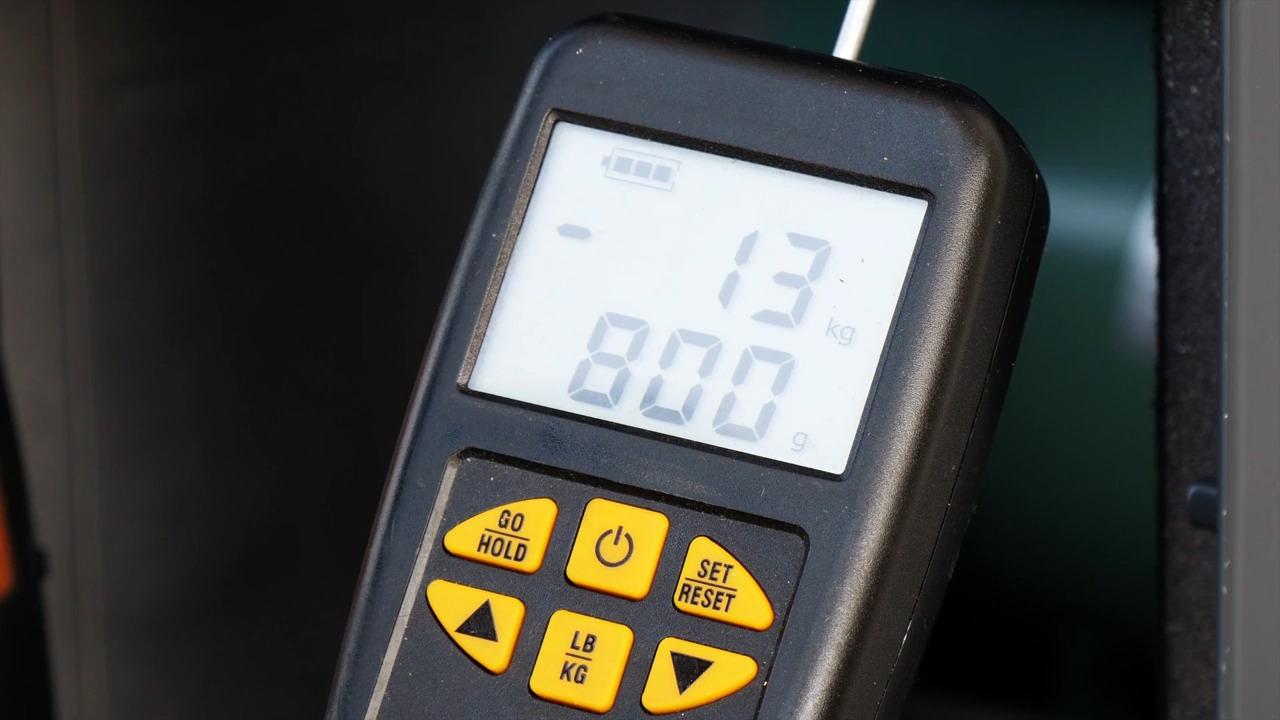 - 13 kg
800 g
GO
HOLD
SET
RESET
LB
KG